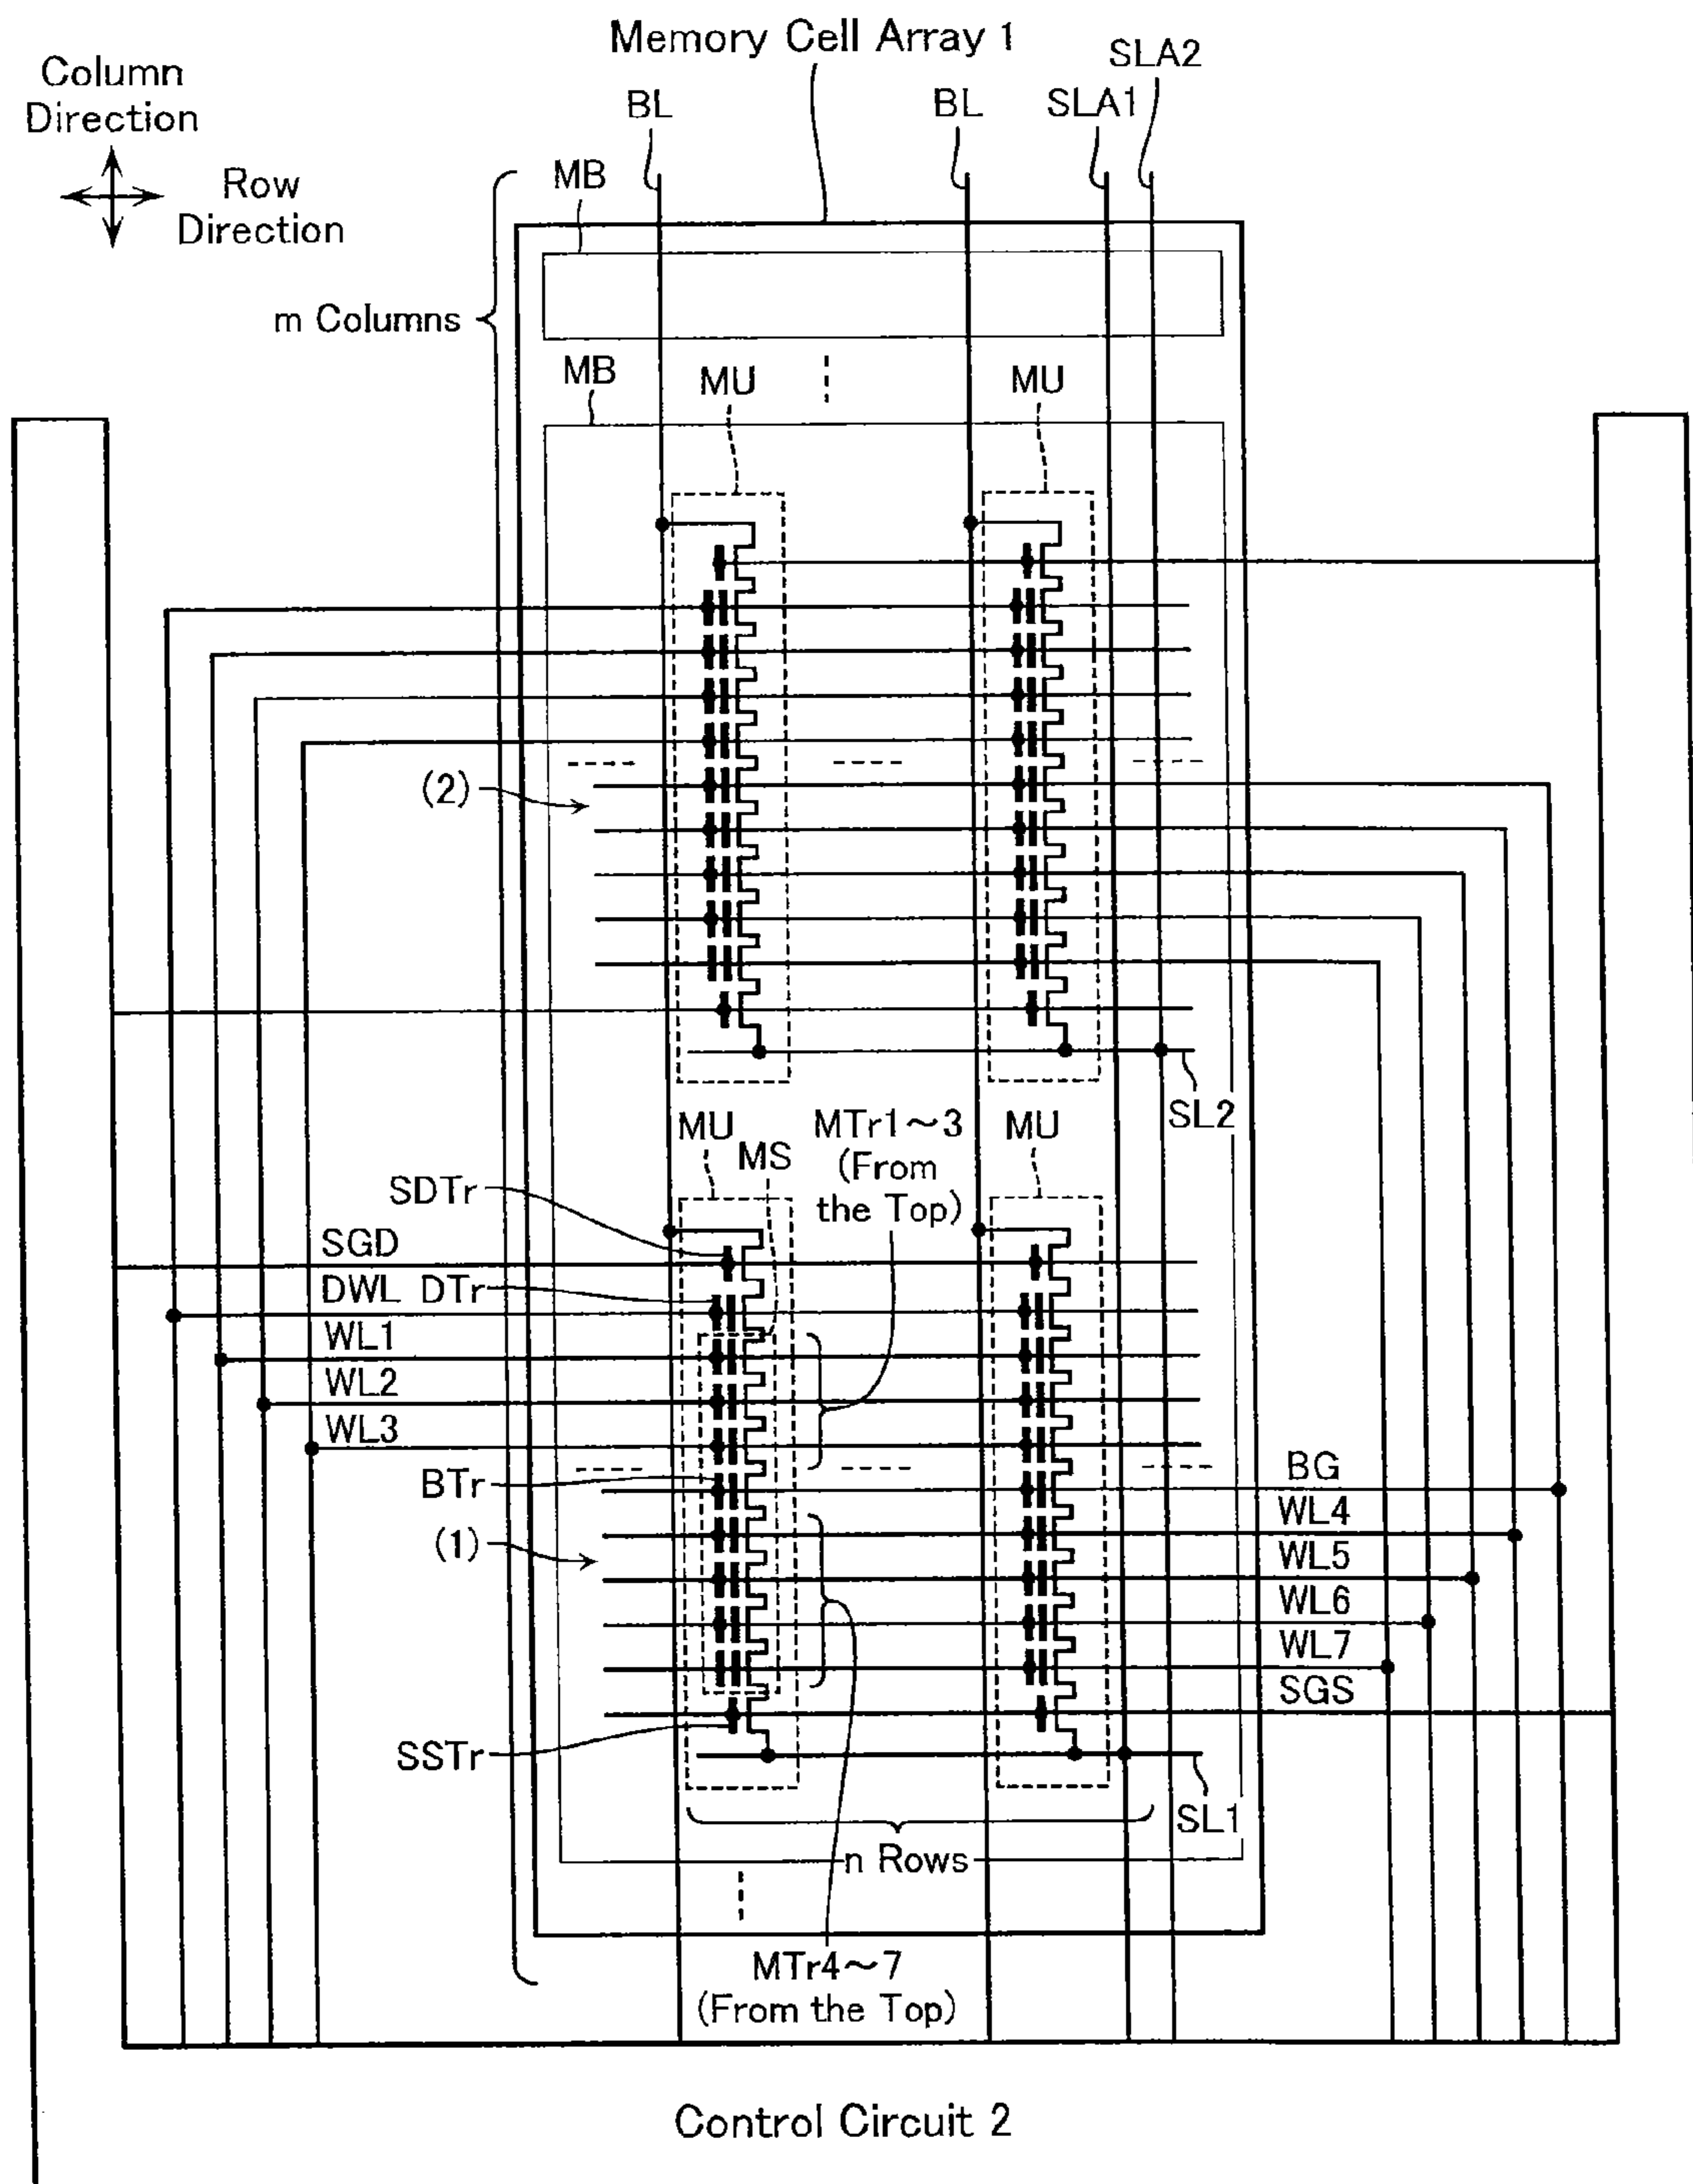 Memory Cell Array 1
SLA2
Column
Direction
BL
BL
SLA1
MB
Row
Direction
m Columns
MB
MU
MU
(2)
SL2
MU
MTr1~3
MU
MS
(From
the Top)
SDTr
SGD
DWL DTr
WL1
WL2
WL3
BG
BTr
WL4
(1)
WL5
WL6
WL7
SGS
SSTr
SL1
n Rows
MTr4~7
(From the Top)
Control Circuit 2